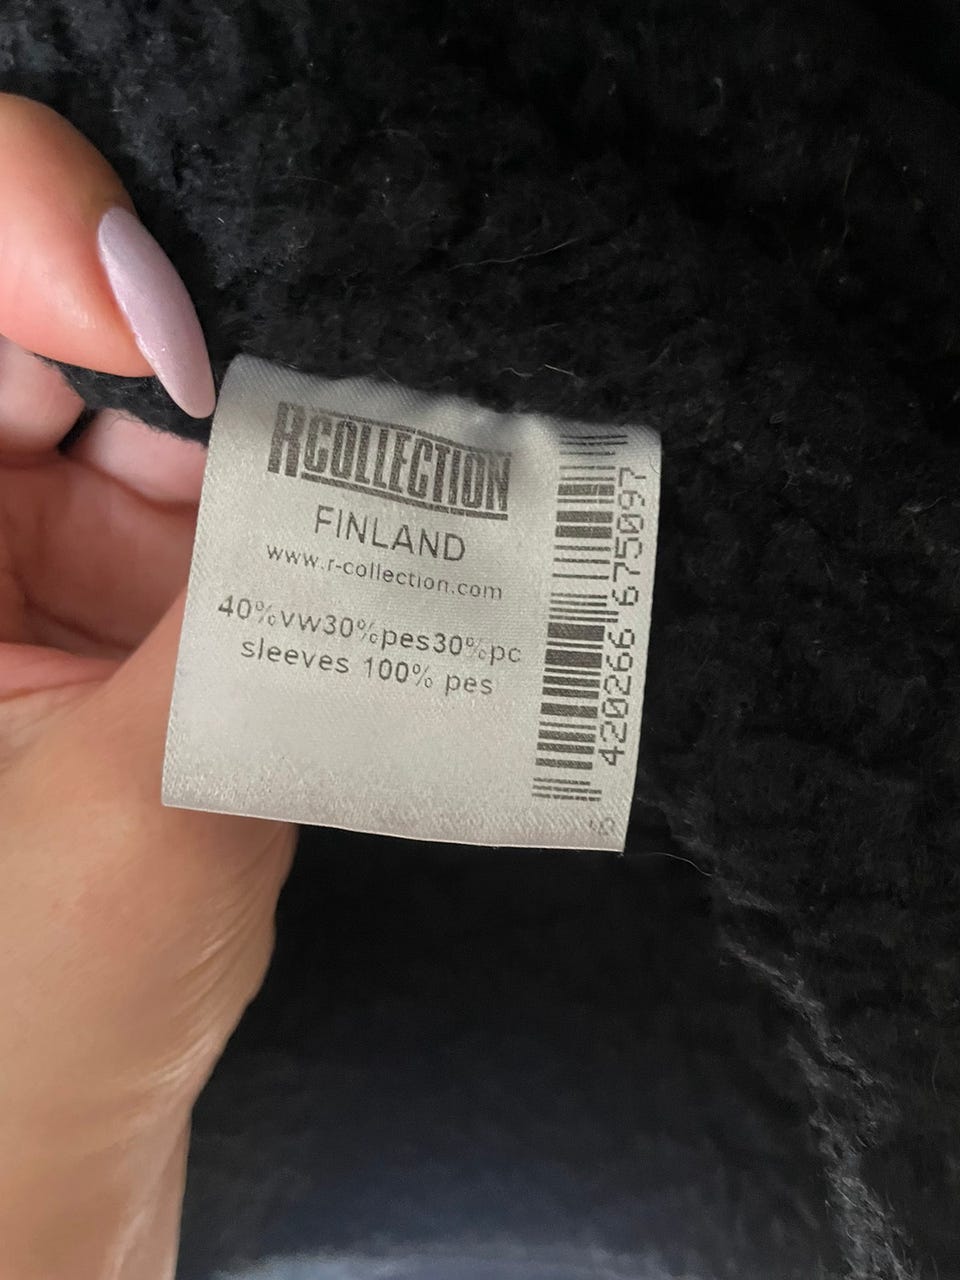 RCOLLECTION
FINLAND
www.r-collection.com
40%vw30%pes30%pc
sleeves 100% pes
420266 675097